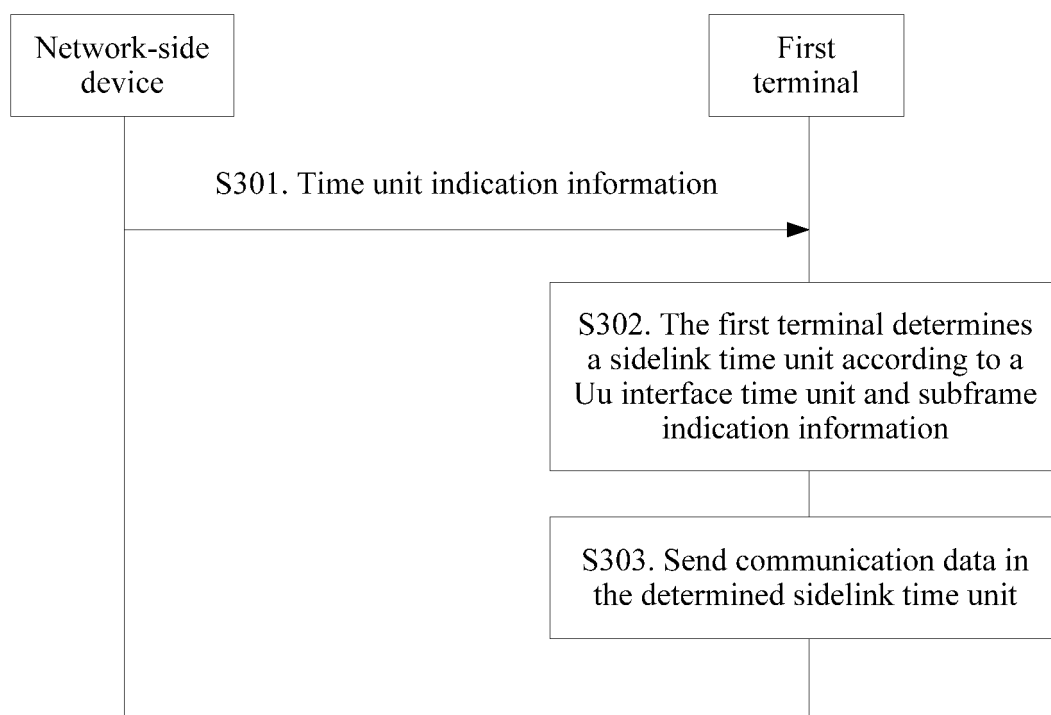 Network-side
device
First
terminal
S301. Time unit indication information
S302. The first terminal determines
a sidelink time unit according to a
Uu interface time unit and subframe
indication information
S303. Send communication data in
the determined sidelink time unit